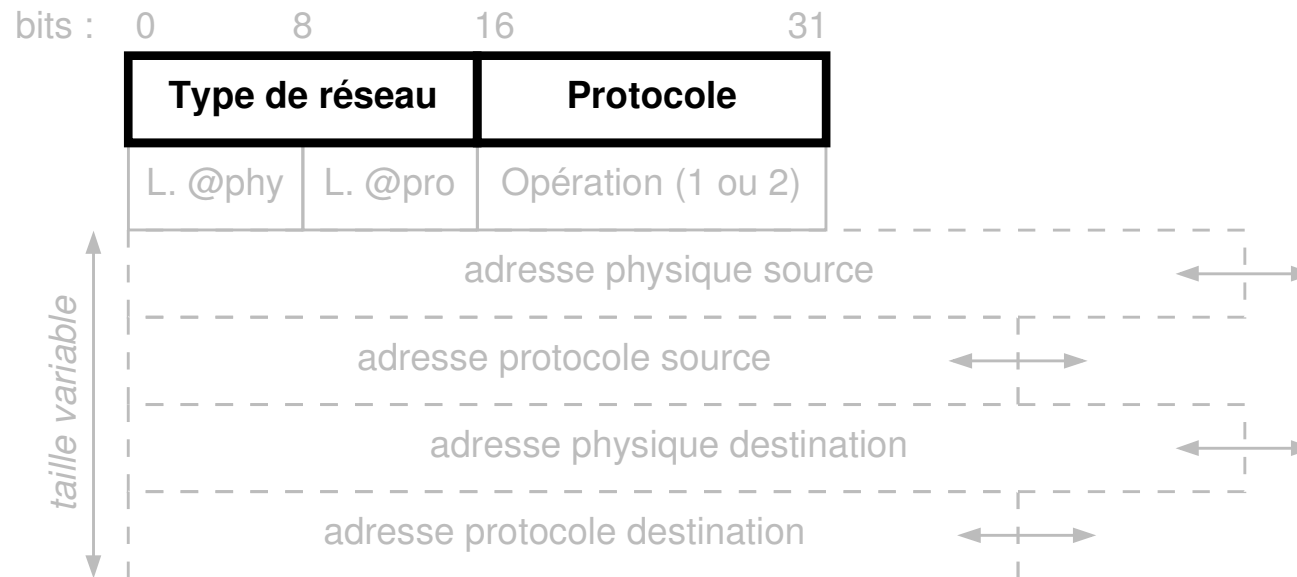 bits : 0 8 16 31
Type de réseau Protocole
L. @phy L. @pro Opération (1 ou 2)
adresse physique source
adresse protocole source
adresse physique destination
adresse protocole destination
taille variable